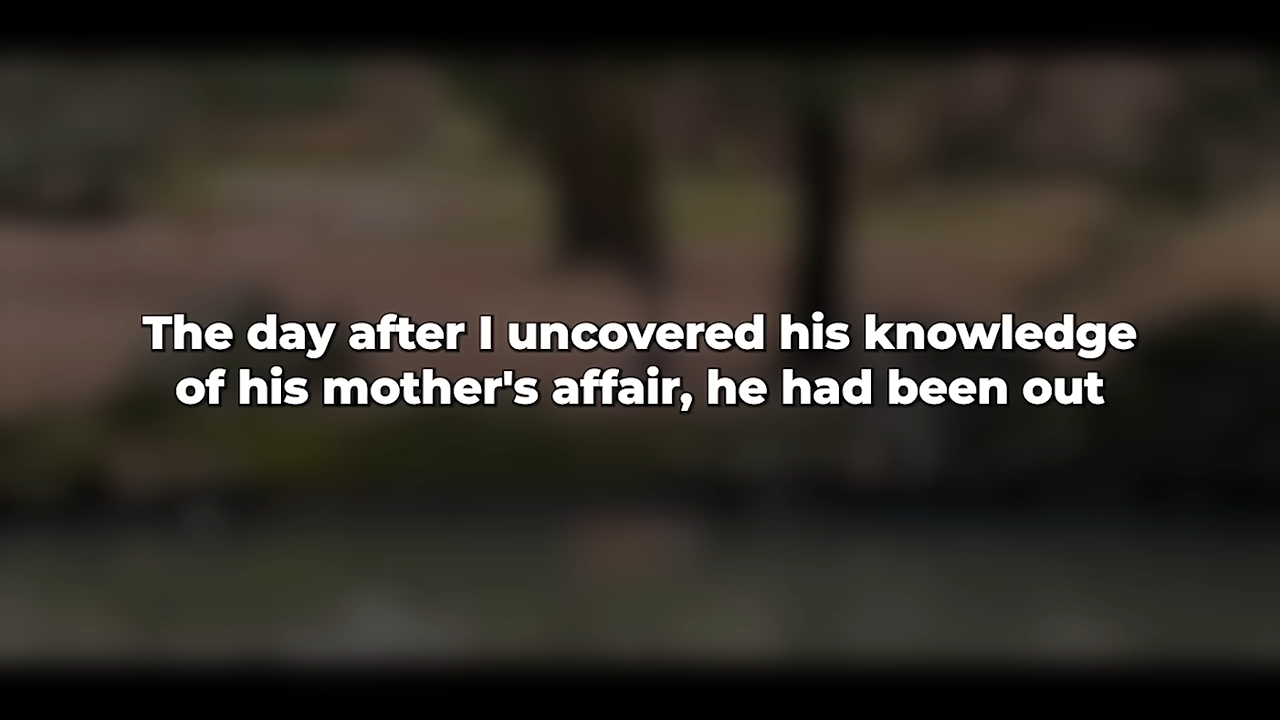 The day after I uncovered his knowledge
of his mother's affair, he had been out